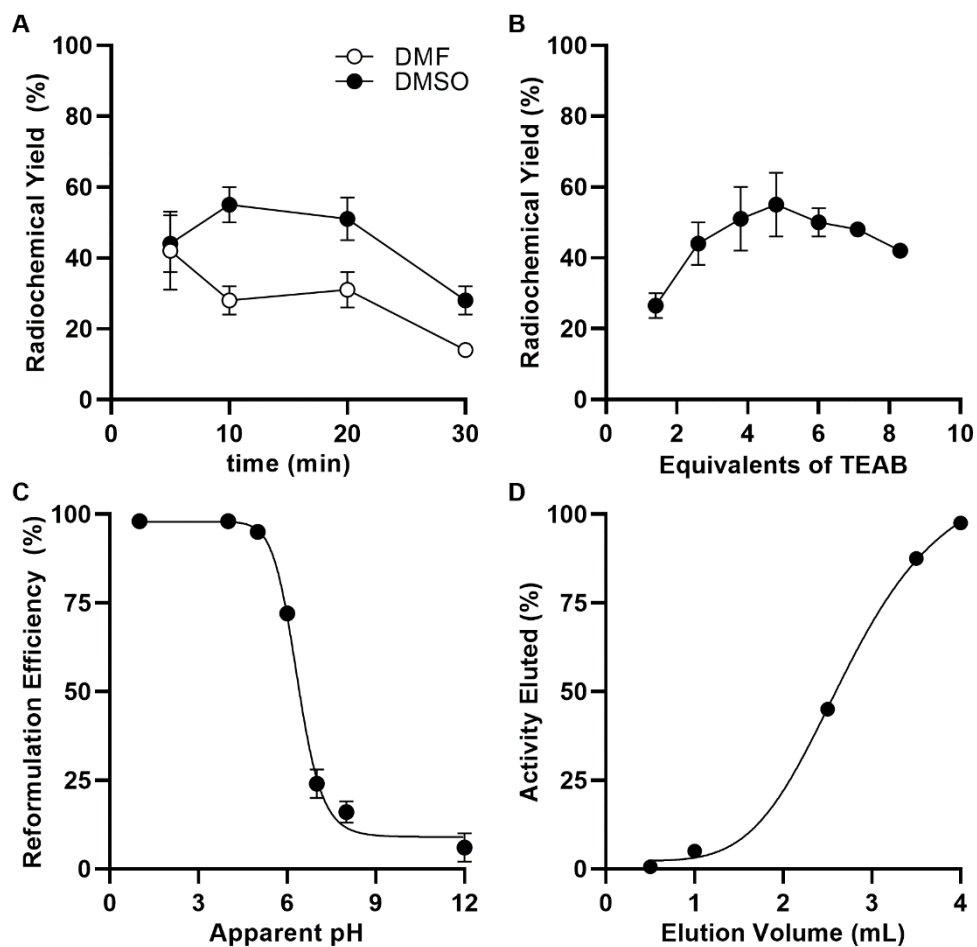 A
Radiochemical Yield (%)
100
80
60
40
20
0
DMF
DMSO
0 10 20 30
time (min)
B
Radiochemical Yield (%)
100
80
60
40
20
0
0 2 4 6 8 10
Equivalents of TEAB
C
Reformulation Efficiency (%)
100
75
50
25
0
0 3 6 9 12
Apparent pH
D
Activity Eluted (%)
100
75
50
25
0
0 1 2 3 4
Elution Volume (mL)